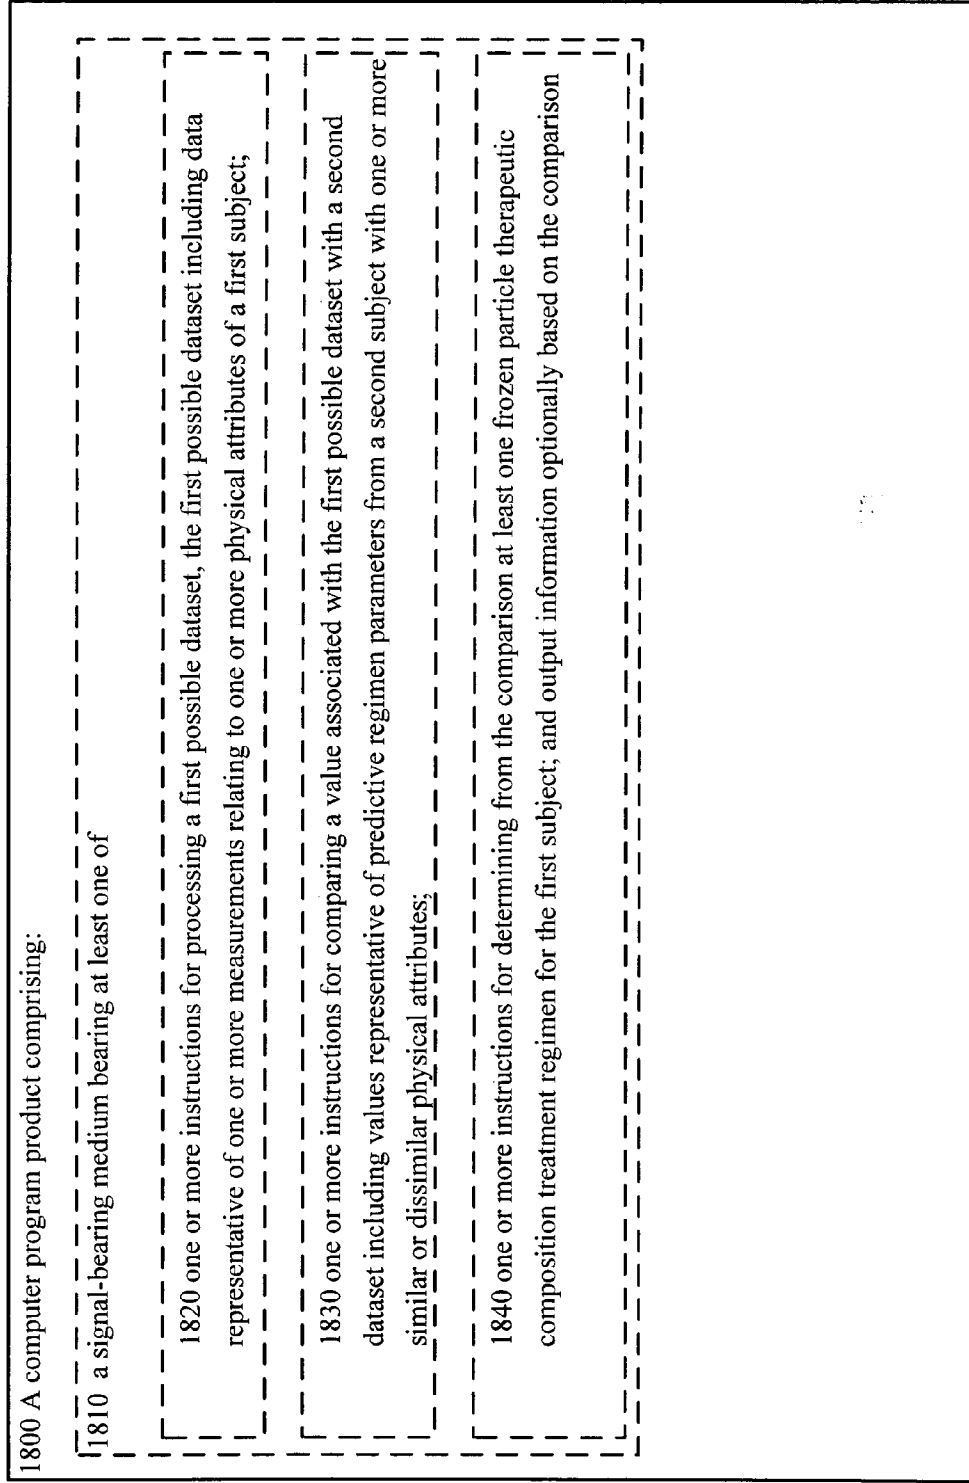 1800 A computer program product comprising:
1810 a signal-bearing medium bearing at least one of
1820 one or more instructions for processing a first possible dataset, the first possible dataset including data
representative of one or more measurements relating to one or more physical attributes of a first subject;
1830 one or more instructions for comparing a value associated with the first possible dataset with a second
dataset including values representative of predictive regimen parameters from a second subject with one or more
similar or dissimilar physical attributes;
1840 one or more instructions for determining from the comparison at least one frozen particle therapeutic
composition treatment regimen for the first subject; and output information optionally based on the comparison